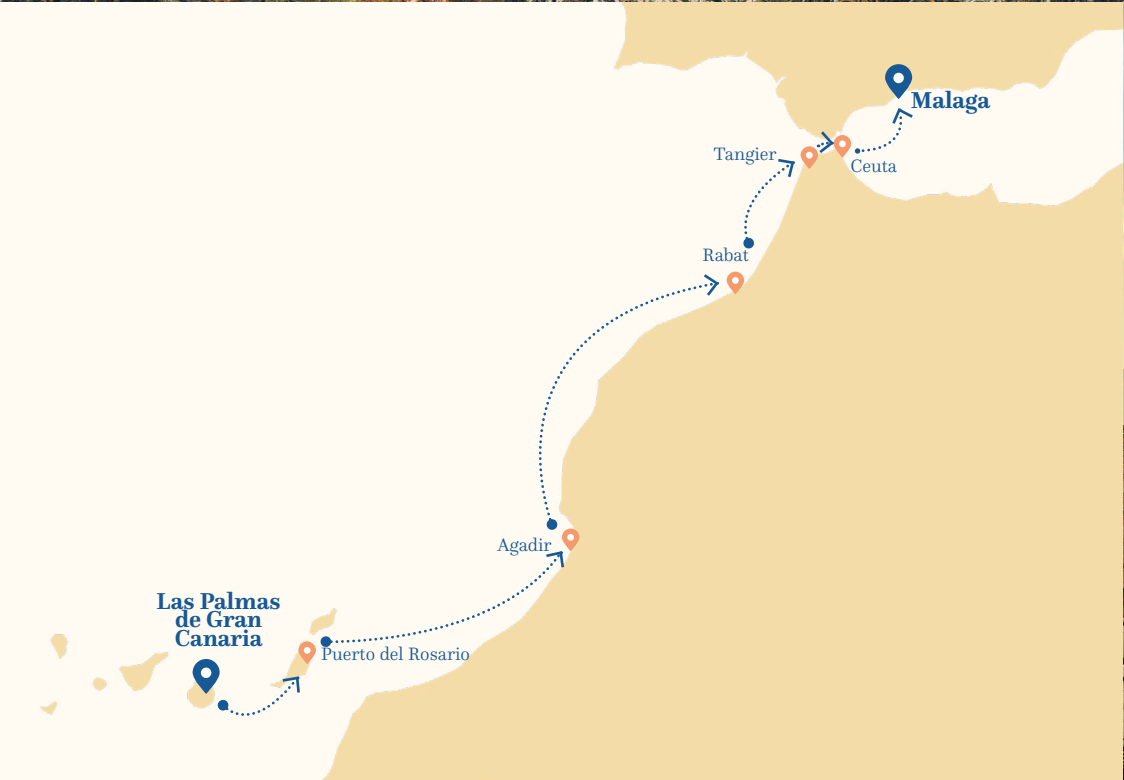 Malaga
Tangier
Ceuta
Rabat
Agadir
Las Palmas
de Gran
Canaria
Puerto del Rosario